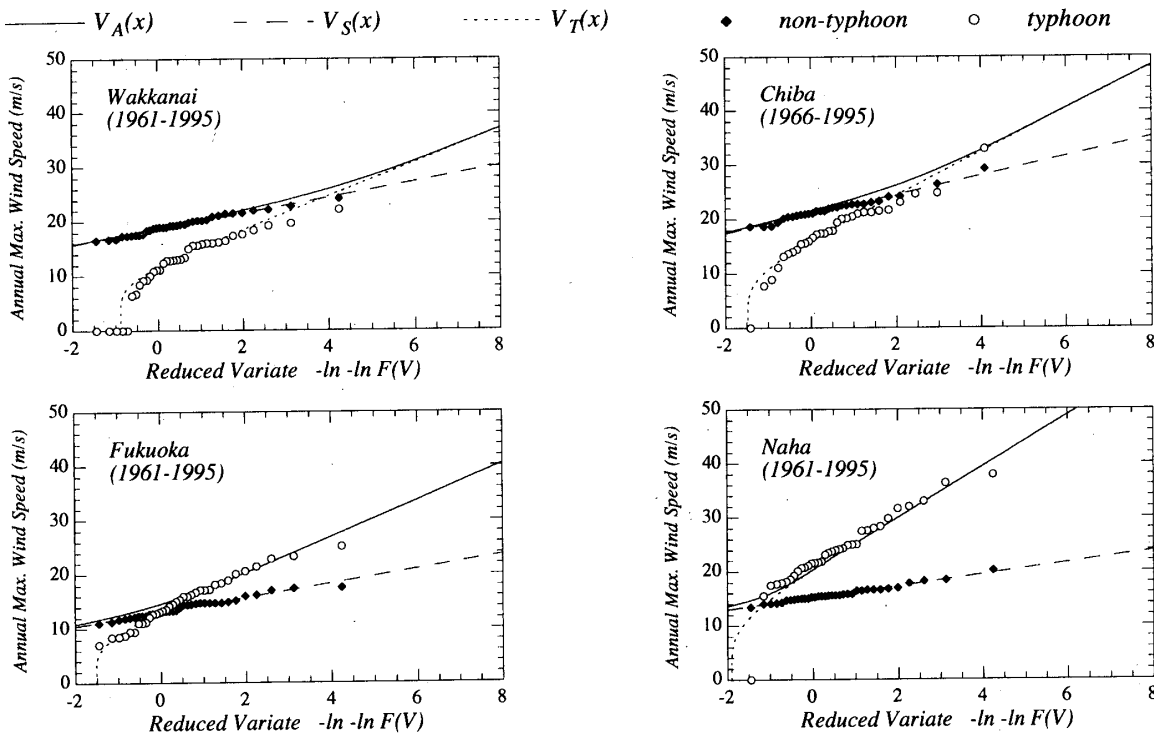 V_A(x) V_S(x) V_T(x) non-typhoon typhoon
Annual Max. Wind Speed (m/s)
50
40
30
20
10
0
Wakkanai
(1961-1995)
-2 0 2 4 6 8
Reduced Variate -ln -ln F(V)
Annual Max. Wind Speed (m/s)
50
40
30
20
10
0
Chiba
(1966-1995)
-2 0 2 4 6 8
Reduced Variate -ln -ln F(V)
Annual Max. Wind Speed (m/s)
50
40
30
20
10
0
Fukuoka
(1961-1995)
-2 0 2 4 6 8
Reduced Variate -ln -ln F(V)
Annual Max. Wind Speed (m/s)
50
40
30
20
10
0
Naha
(1961-1995)
-2 0 2 4 6 8
Reduced Variate -ln -ln F(V)